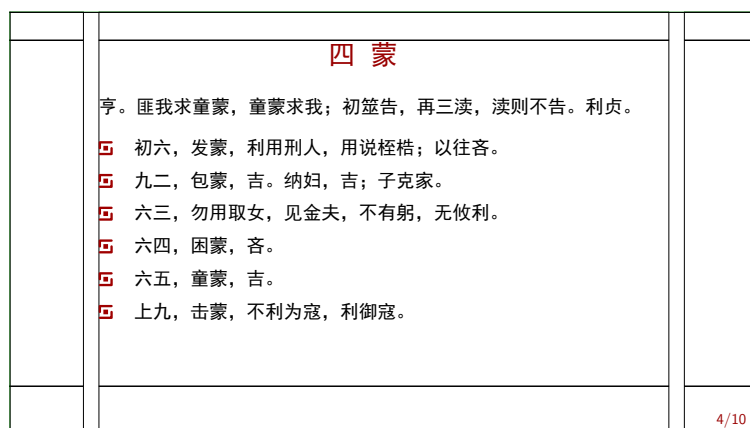 四 蒙
亨。匪我求童蒙，童蒙求我；初筮告，再三渎，渎则不告。利贞。
初六，发蒙，利用刑人，用说桎梏；以往吝。
九二，包蒙，吉。纳妇，吉；子克家。
六三，勿用取女，见金夫，不有躬，无攸利。
六四，困蒙，吝。
六五，童蒙，吉。
上九，击蒙，不利为寇，利御寇。
4/10